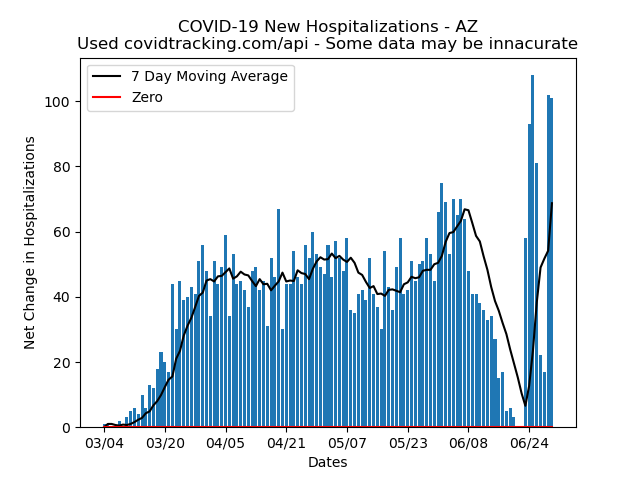 COVID-19 New Hospitalizations - AZ
Used covidtracking.com/api - Some data may be innacurate
7 Day Moving Average
Zero
Net Change in Hospitalizations
100
80
60
40
20
0
03/04 03/20 04/05 04/21 05/07 05/23 06/08 06/24
Dates